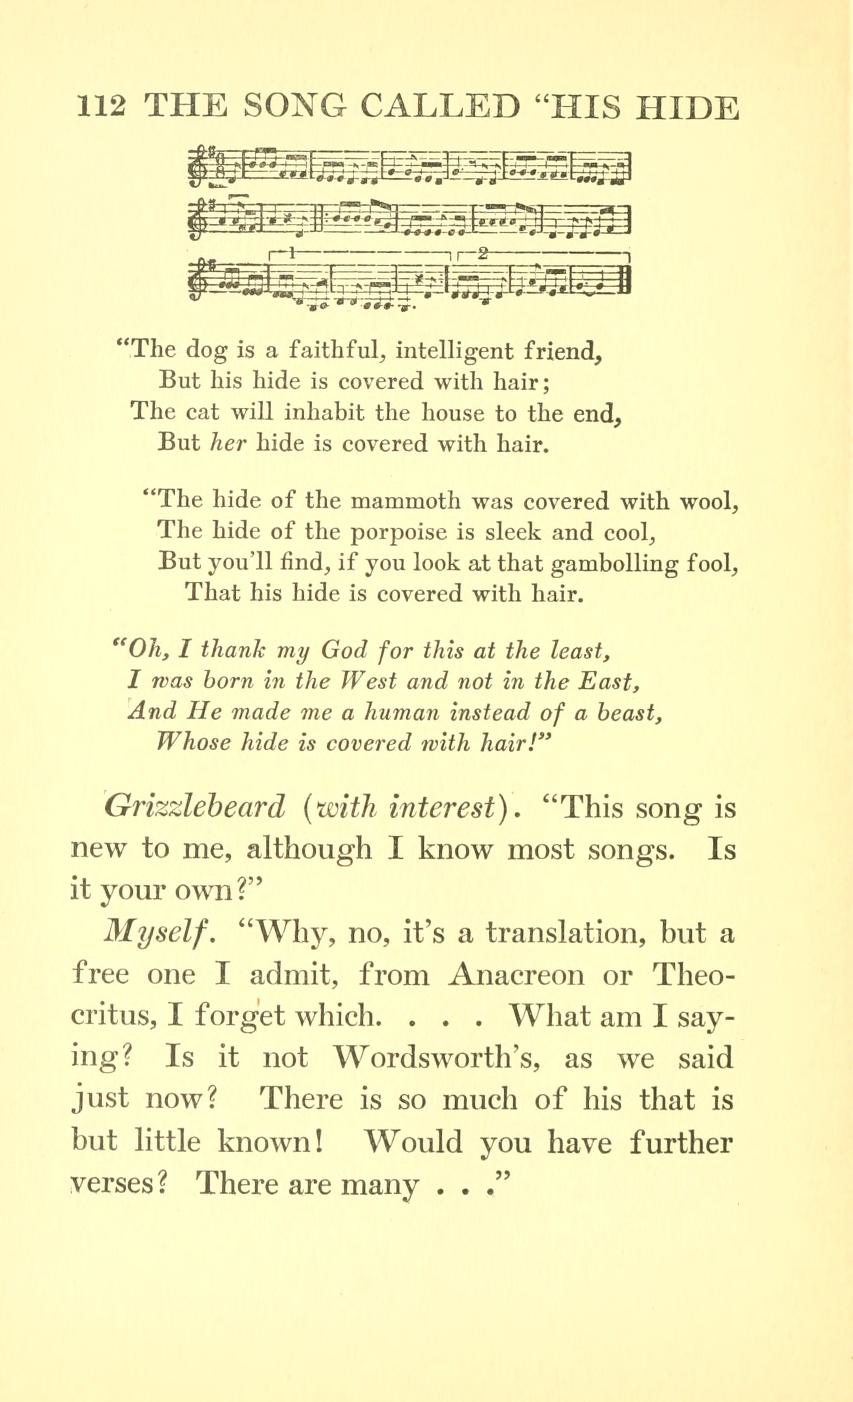 112 THE SONG CALLED “HIS HIDE
1
2
“The dog is a faithful, intelligent friend,
But his hide is covered with hair;
The cat will inhabit the house to the end,
But her hide is covered with hair.
“The hide of the mammoth was covered with wool,
The hide of the porpoise is sleek and cool,
But you’ll find, if you look at that gambolling fool,
That his hide is covered with hair.
“Oh, I thank my God for this at the least,
I was born in the West and not in the East,
And He made me a human instead of a beast,
Whose hide is covered with hair!”
Grizzlebeard (with interest). “This song is
new to me, although I know most songs. Is
it your own?”
Myself. “Why, no, it’s a translation, but a
free one I admit, from Anacreon or Theo-
critus, I forget which. . . . What am I say-
ing? Is it not Wordsworth’s, as we said
just now? There is so much of his that is
but little known! Would you have further
verses? There are many . . .”